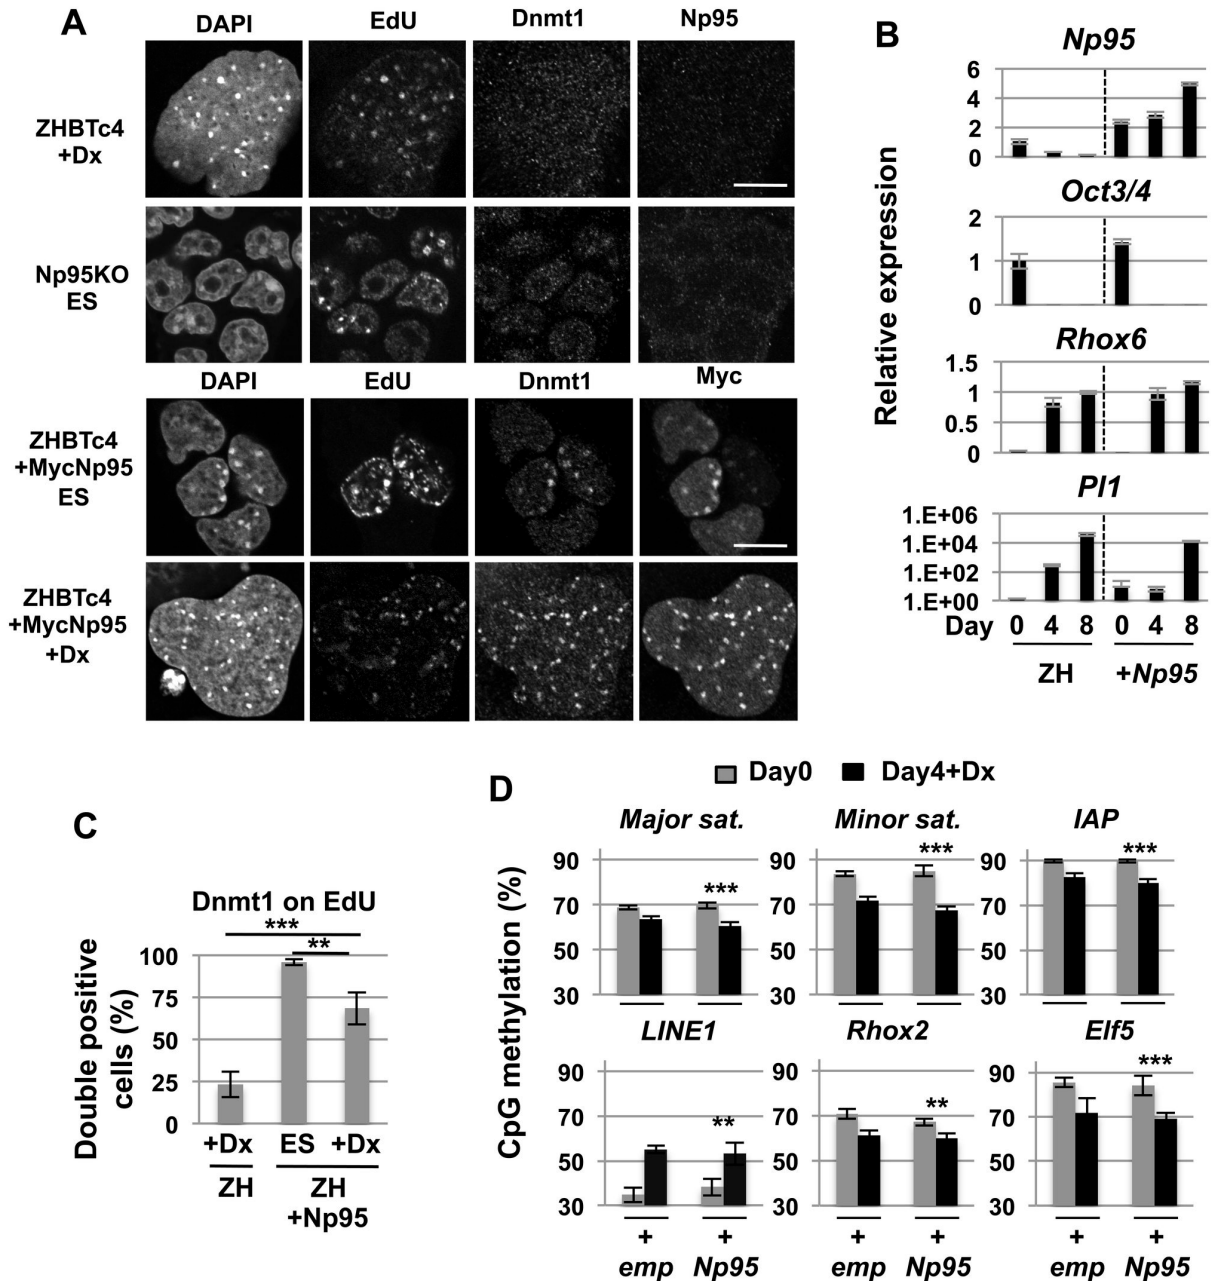 A
DAPI EdU Dnmt1 Np95
ZHBTc4
+Dx
Np95KO
ES
DAPI EdU Dnmt1 Myc
ZHBTc4
+MycNp95
ES
ZHBTc4
+MycNp95
+Dx
B
Relative expression
Np95
6
4
2
0
Oct3/4
2
1
0
Rhox6
1.5
1
0.5
0
Pl1
1.E+06
1.E+04
1.E+02
1.E+00
Day 0 4 8 0 4 8
ZH +Np95
C
Dnmt1 on EdU
***
**
Double positive
cells (%)
100
75
50
25
0
+Dx ES +Dx
ZH ZH
+Np95
D
Day0 Day4+Dx
CpG methylation (%)
Major sat. Minor sat. IAP
*** *** ***
90 90 90
70 70 70
50 50 50
30 30 30
LINE1 Rhox2 Elf5
** ** ***
90 90 90
70 70 70
50 50 50
30 30 30
+ + + + + +
emp Np95 emp Np95 emp Np95